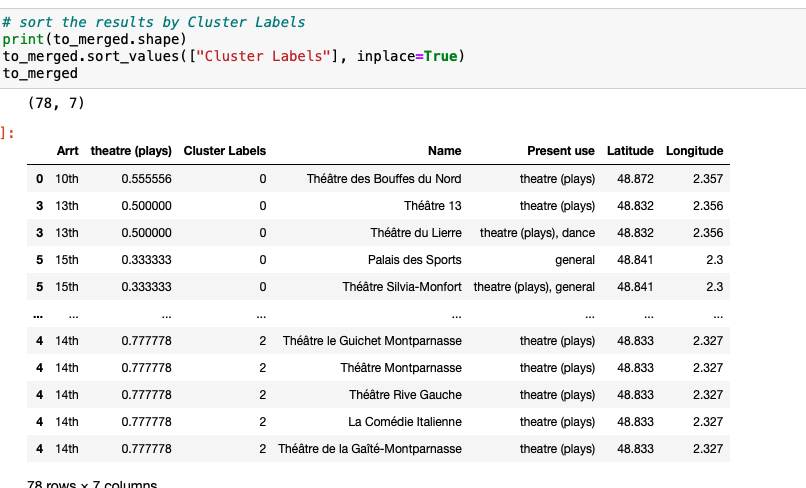 # sort the results by Cluster Labels
print(to_merged.shape)
to_merged.sort_values(["Cluster Labels"], inplace=True)
to_merged
(78, 7)
]:
Arrt theatre (plays) Cluster Labels Name Present use Latitude Longitude
0 10th 0.555556 0 Théâtre des Bouffes du Nord theatre (plays) 48.872 2.357
3 13th 0.500000 0 Théâtre 13 theatre (plays) 48.832 2.356
3 13th 0.500000 0 Théâtre du Lierre theatre (plays), dance 48.832 2.356
5 15th 0.333333 0 Palais des Sports general 48.841 2.3
5 15th 0.333333 0 Théâtre Silvia-Monfort theatre (plays), general 48.841 2.3
... ... ... ... ... ... ... ...
4 14th 0.777778 2 Théâtre le Guichet Montparnasse theatre (plays) 48.833 2.327
4 14th 0.777778 2 Théâtre Montparnasse theatre (plays) 48.833 2.327
4 14th 0.777778 2 Théâtre Rive Gauche theatre (plays) 48.833 2.327
4 14th 0.777778 2 La Comédie Italienne theatre (plays) 48.833 2.327
4 14th 0.777778 2 Théâtre de la Gaîté-Montparnasse theatre (plays) 48.833 2.327
78 rows × 7 columns